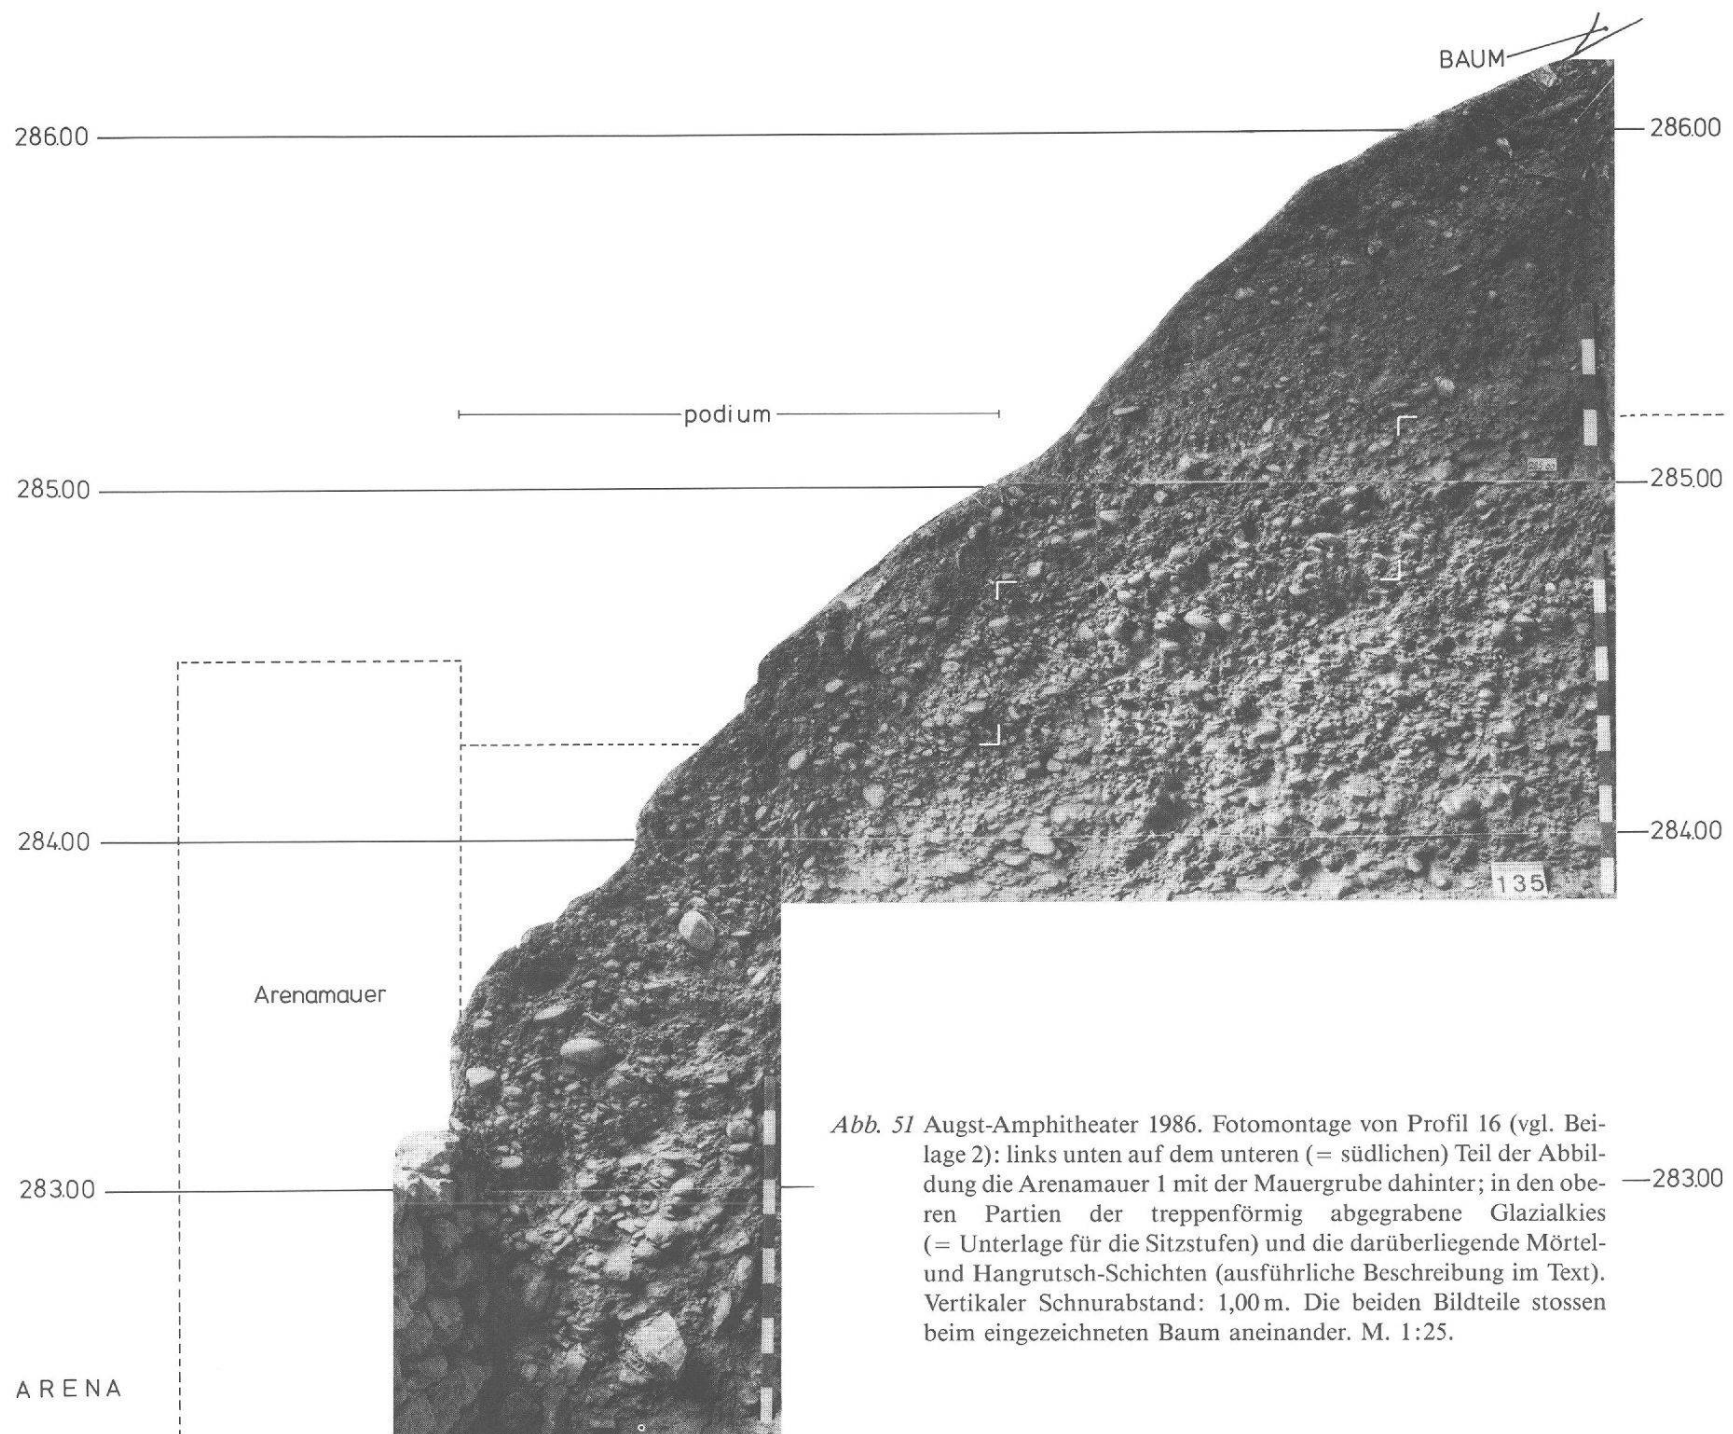 BAUM
286.00 286.00
podium
285.00 285.00
284.00 284.00
135
Arenamauer
Abb. 51 Augst-Amphitheater 1986. Fotomontage von Profil 16 (vgl. Bei-
lage 2): links unten auf dem unteren (= südlichen) Teil der Abbil-
dung die Arenamauer 1 mit der Mauergrube dahinter; in den obe-
283.00 283.00
ren Partien der treppenförmig abgegrabene Glazialkies
(= Unterlage für die Sitzstufen) und die darüberliegende Mörtel-
und Hangrutsch-Schichten (ausführliche Beschreibung im Text).
Vertikaler Schnurabstand: 1,00 m. Die beiden Bildteile stossen
beim eingezeichneten Baum aneinander. M. 1:25.
ARENA